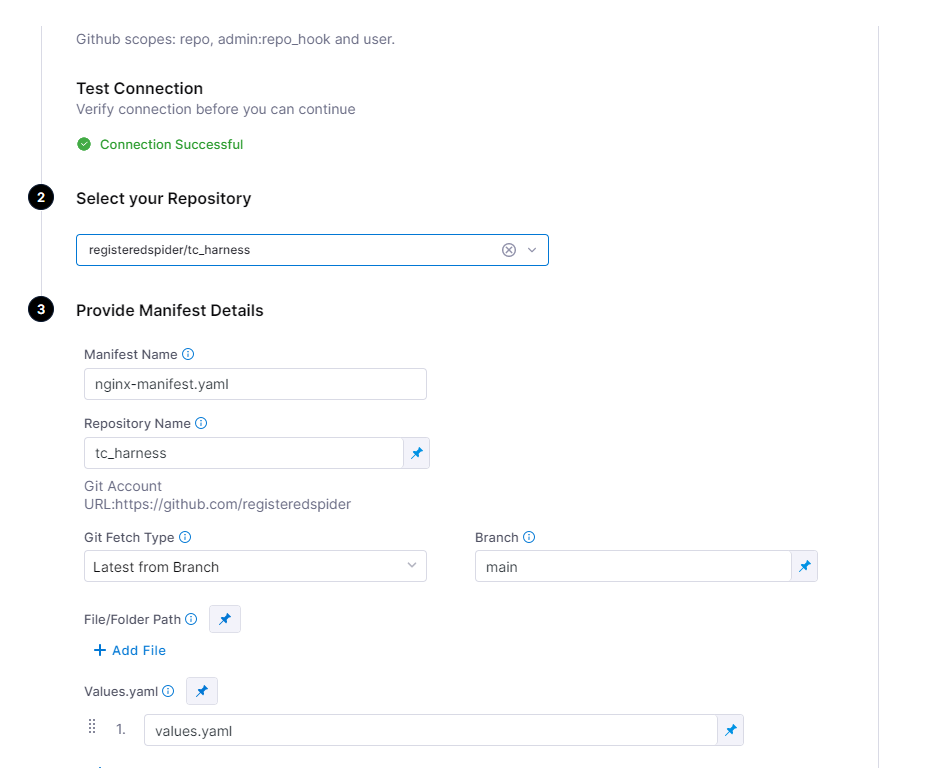 Github scopes: repo, admin:repo_hook and user.
Test Connection
Verify connection before you can continue
Connection Successful
2 Select your Repository
registeredspider/tc_harness
3 Provide Manifest Details
Manifest Name
nginx-manifest.yaml
Repository Name
tc_harness
Git Account
URL:https://github.com/registeredspider
Git Fetch Type Branch
Latest from Branch main
File/Folder Path
+ Add File
Values.yaml
1. values.yaml